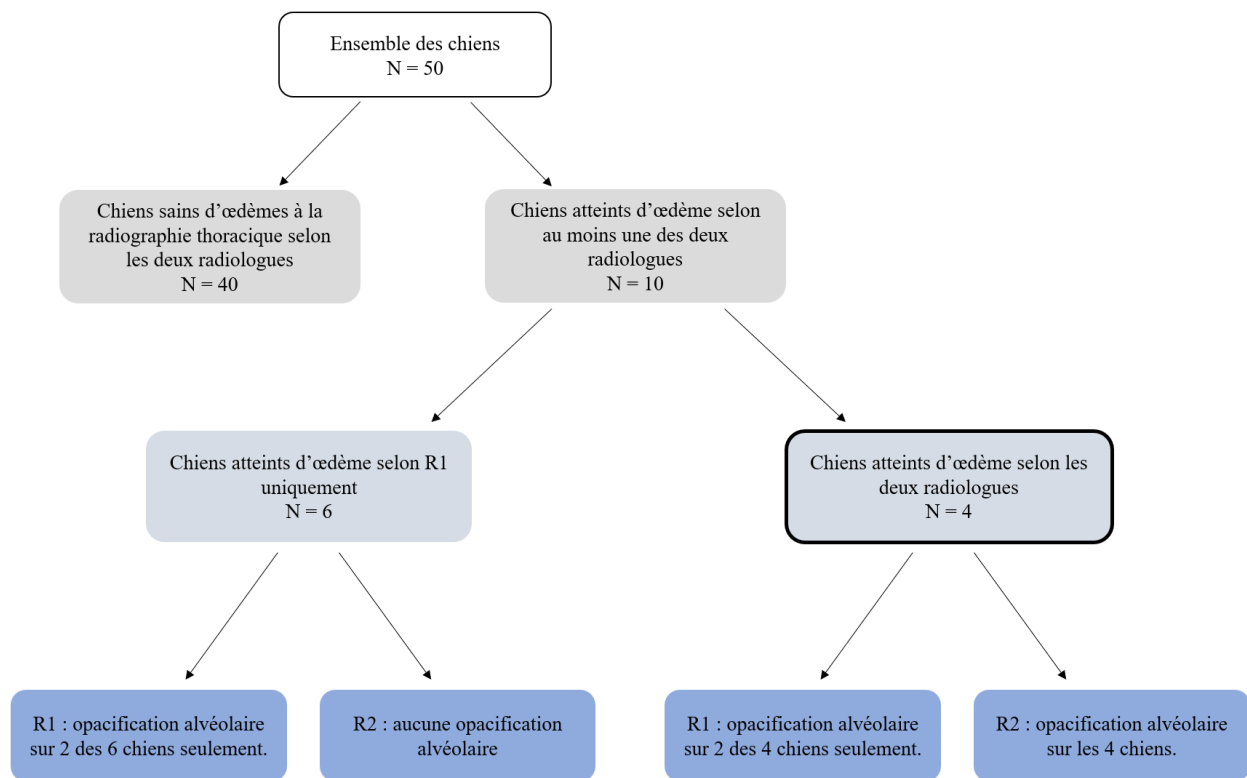 Ensemble des chiens
N = 50
Chiens sains d’œdèmes à la
radiographie thoracique selon
les deux radiologues
N = 40
Chiens atteints d’œdème selon
au moins une des deux
radiologues
N = 10
Chiens atteints d’œdème selon R1
uniquement
N = 6
Chiens atteints d’œdème selon les
deux radiologues
N = 4
R1 : opacification alvéolaire
sur 2 des 6 chiens seulement.
R2 : aucune opacification
alvéolaire
R1 : opacification alvéolaire
sur 2 des 4 chiens seulement.
R2 : opacification alvéolaire
sur les 4 chiens.